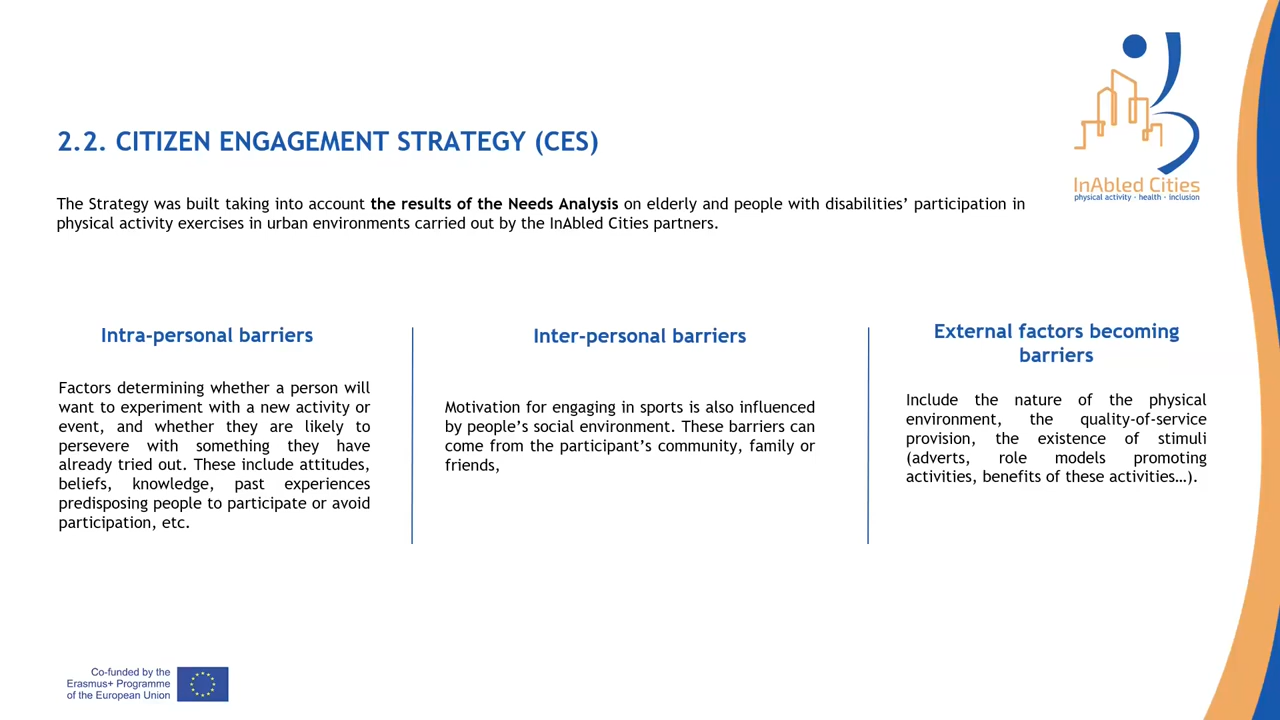 2.2. CITIZEN ENGAGEMENT STRATEGY (CES)
InAbled Cities
physical activity - health - inclusion
The Strategy was built taking into account the results of the Needs Analysis on elderly and people with disabilities’ participation in
physical activity exercises in urban environments carried out by the InAbled Cities partners.
Intra-personal barriers
Factors determining whether a person will
want to experiment with a new activity or
event, and whether they are likely to
persevere with something they have
already tried out. These include attitudes,
beliefs, knowledge, past experiences
predisposing people to participate or avoid
participation, etc.
Inter-personal barriers
Motivation for engaging in sports is also influenced
by people’s social environment. These barriers can
come from the participant’s community, family or
friends,
External factors becoming
barriers
Include the nature of the physical
environment, the quality-of-service
provision, the existence of stimuli
(adverts, role models promoting
activities, benefits of these activities…).
Co-funded by the
Erasmus+ Programme
of the European Union